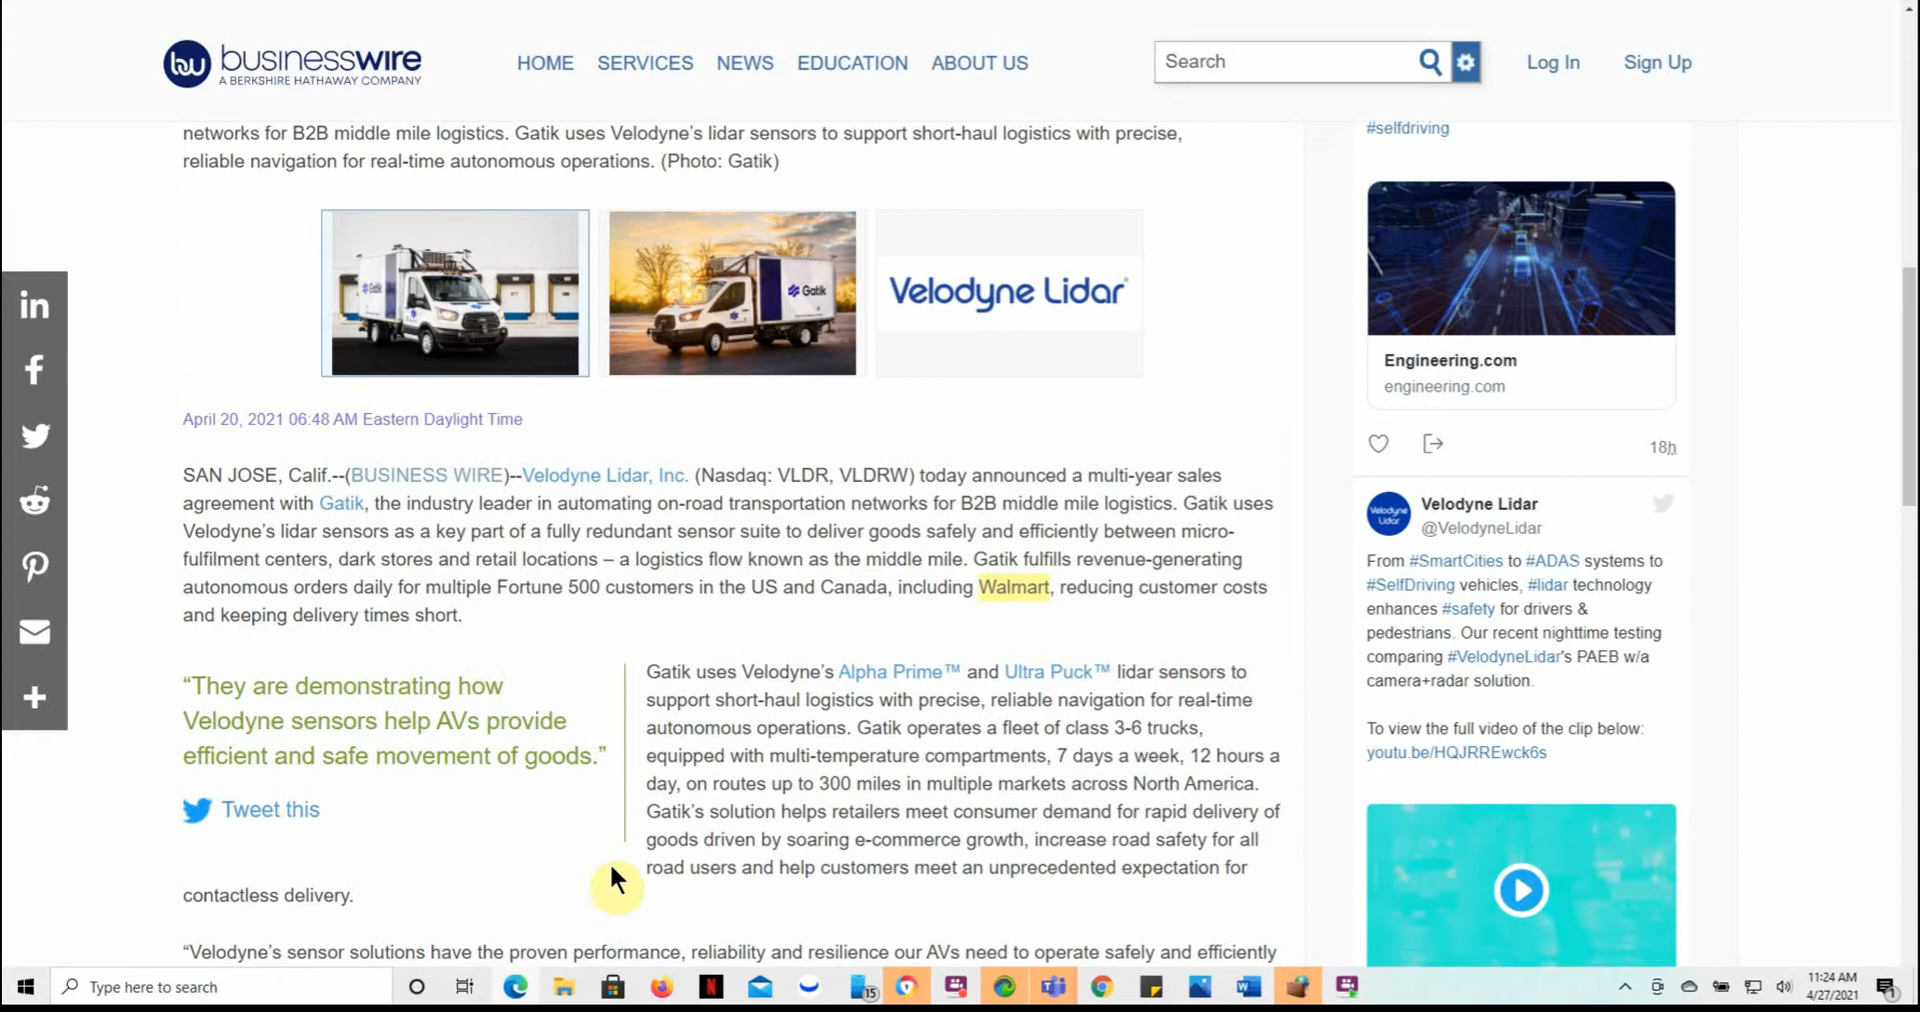 businesswire
A BERKSHIRE HATHAWAY COMPANY
HOME SERVICES NEWS EDUCATION ABOUT US
Search
Log In Sign Up
networks for B2B middle mile logistics. Gatik uses Velodyne’s lidar sensors to support short-haul logistics with precise,
reliable navigation for real-time autonomous operations. (Photo: Gatik)
Gatik
Gatik
Velodyne Lidar
April 20, 2021 06:48 AM Eastern Daylight Time
SAN JOSE, Calif.--(BUSINESS WIRE)--Velodyne Lidar, Inc. (Nasdaq: VLDR, VLDRW) today announced a multi-year sales
agreement with Gatik, the industry leader in automating on-road transportation networks for B2B middle mile logistics. Gatik uses
Velodyne’s lidar sensors as a key part of a fully redundant sensor suite to deliver goods safely and efficiently between micro-
fulfilment centers, dark stores and retail locations – a logistics flow known as the middle mile. Gatik fulfills revenue-generating
autonomous orders daily for multiple Fortune 500 customers in the US and Canada, including Walmart, reducing customer costs
and keeping delivery times short.
“They are demonstrating how
Velodyne sensors help AVs provide
efficient and safe movement of goods.”
Tweet this
Gatik uses Velodyne’s Alpha Prime™ and Ultra Puck™ lidar sensors to
support short-haul logistics with precise, reliable navigation for real-time
autonomous operations. Gatik operates a fleet of class 3-6 trucks,
equipped with multi-temperature compartments, 7 days a week, 12 hours a
day, on routes up to 300 miles in multiple markets across North America.
Gatik’s solution helps retailers meet consumer demand for rapid delivery of
goods driven by soaring e-commerce growth, increase road safety for all
road users and help customers meet an unprecedented expectation for
contactless delivery.
“Velodyne’s sensor solutions have the proven performance, reliability and resilience our AVs need to operate safely and efficiently
#selfdriving
Engineering.com
engineering.com
18h
Velodyne Lidar
@VelodyneLidar
Velodyne
Lidar
From #SmartCities to #ADAS systems to
#SelfDriving vehicles, #lidar technology
enhances #safety for drivers &
pedestrians. Our recent nighttime testing
comparing #VelodyneLidar's PAEB w/a
camera+radar solution.
To view the full video of the clip below:
youtu.be/HQJRREwck6s
Type here to search
15
11:24 AM
4/27/2021
1